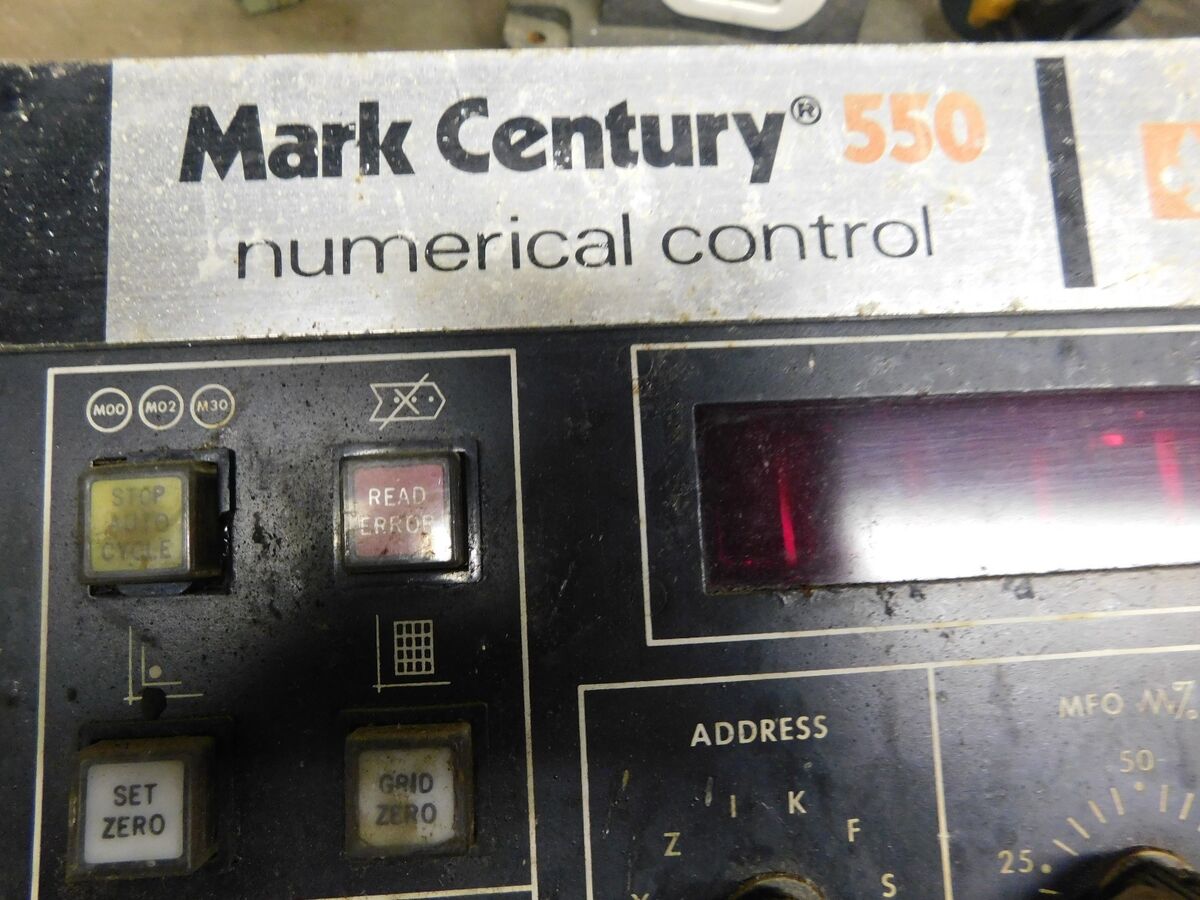 Mark Century® 550
numerical control
M00 M02 M30
STOP
AUTO
CYCLE
READ
ERROR
SET
ZERO
GRID
ZERO
ADDRESS
Z I K F S
MFO
50
25